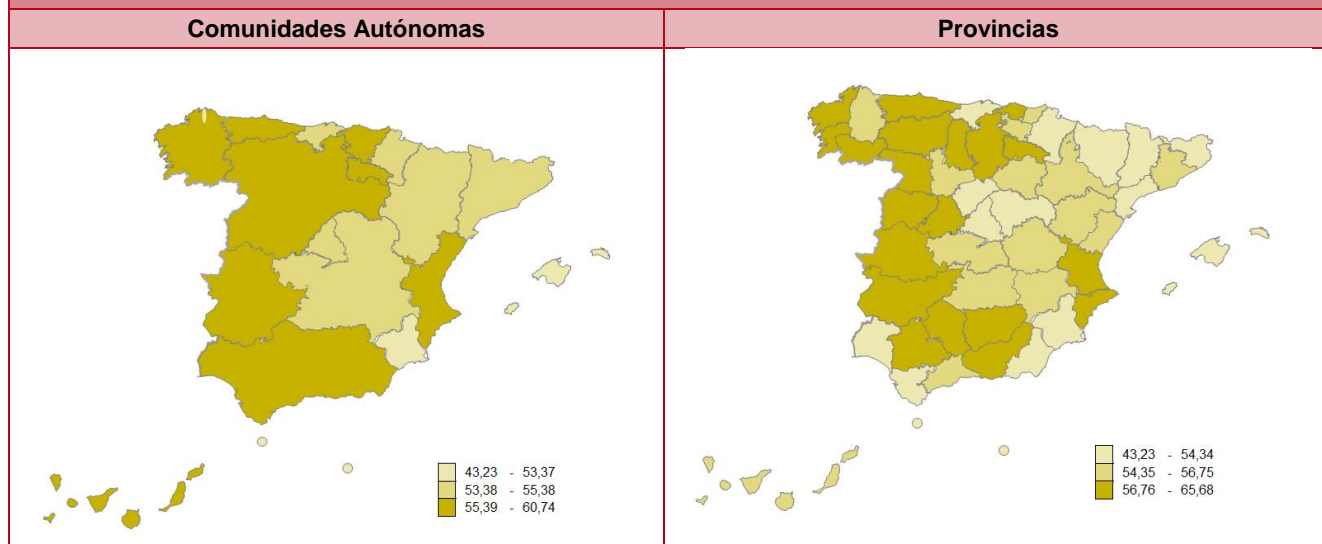 Comunidades Autónomas
Provincias
43,23 - 53,37
53,38 - 55,38
55,39 - 60,74
43,23 - 54,34
54,35 - 56,75
56,76 - 65,68